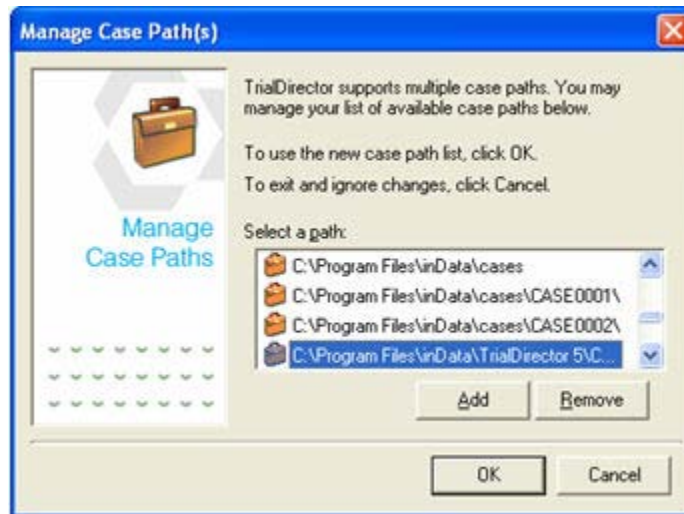 Manage Case Path(s)
TrialDirector supports multiple case paths. You may
manage your list of available case paths below.
To use the new case path list, click OK.
To exit and ignore changes, click Cancel.
Manage
Case Paths
Select a path:
C:\Program Files\inData\cases
C:\Program Files\inData\cases\CASE0001\
C:\Program Files\inData\cases\CASE0002\
C:\Program Files\inData\TrialDirector 5\C...
Add Remove
OK Cancel